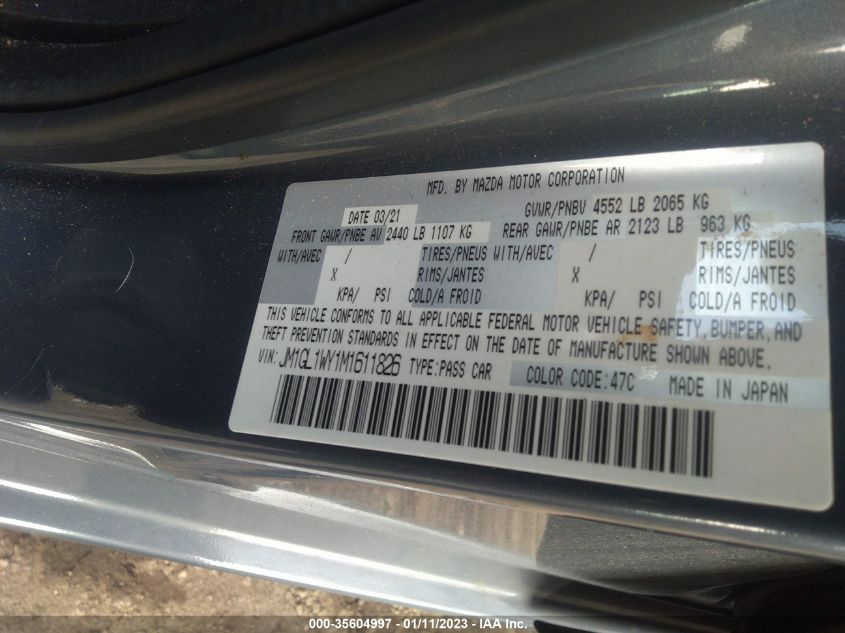 MFD. BY MAZDA MOTOR CORPORATION
DATE 03/21 GVWR/PNBV 4552 LB 2065 KG
FRONT GAWR/PNBE AV 2440 LB 1107 KG REAR GAWR/PNBE AR 2123 LB 963 KG
WITH/AVEC / TIRES/PNEUS WITH/AVEC / TIRES/PNEUS
X RIMS/JANTES X RIMS/JANTES
KPA/ PSI COLD/A FROID KPA/ PSI COLD/A FROID
THIS VEHICLE CONFORMS TO ALL APPLICABLE FEDERAL MOTOR VEHICLE SAFETY, BUMPER, AND
THEFT PREVENTION STANDARDS IN EFFECT ON THE DATE OF MANUFACTURE SHOWN ABOVE.
VIN: JM1GL1WY1M1611826 TYPE:PASS CAR COLOR CODE:47C MADE IN JAPAN
000-35604997 - 01/11/2023 - IAA Inc.